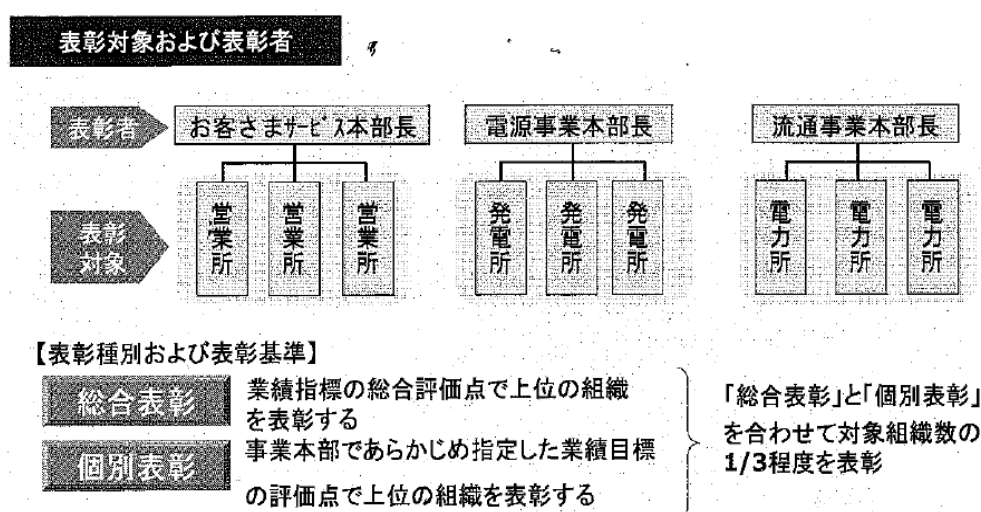 表彰対象および表彰者
表彰者
お客さまサービス本部長
電源事業本部長
流通事業本部長
表彰対象
営業所
営業所
営業所
発電所
発電所
発電所
電力所
電力所
電力所
【表彰種別および表彰基準】
総合表彰
業績指標の総合評価点で上位の組織
を表彰する
個別表彰
事業本部であらかじめ指定した業績目標
の評価点で上位の組織を表彰する
「総合表彰」と「個別表彰」
を合わせて対象組織数の
1/3程度を表彰